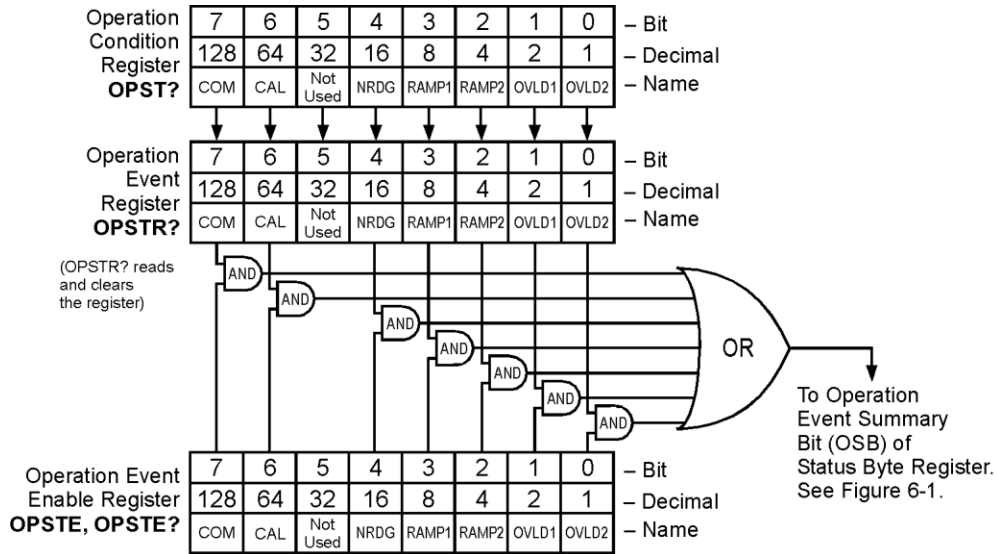 Operation
Condition
Register
OPST?
7 6 5 4 3 2 1 0 – Bit
128 64 32 16 8 4 2 1 – Decimal
COM CAL Not Used NRDG RAMP1 RAMP2 OVLD1 OVLD2 – Name
Operation
Event
Register
OPSTR?
7 6 5 4 3 2 1 0 – Bit
128 64 32 16 8 4 2 1 – Decimal
COM CAL Not Used NRDG RAMP1 RAMP2 OVLD1 OVLD2 – Name
(OPSTR? reads
and clears
the register)
AND
AND
AND
AND
AND
AND
AND
OR
To Operation
Event Summary
Bit (OSB) of
Status Byte Register.
See Figure 6-1.
Operation Event
Enable Register
OPSTE, OPSTE?
7 6 5 4 3 2 1 0 – Bit
128 64 32 16 8 4 2 1 – Decimal
COM CAL Not Used NRDG RAMP1 RAMP2 OVLD1 OVLD2 – Name